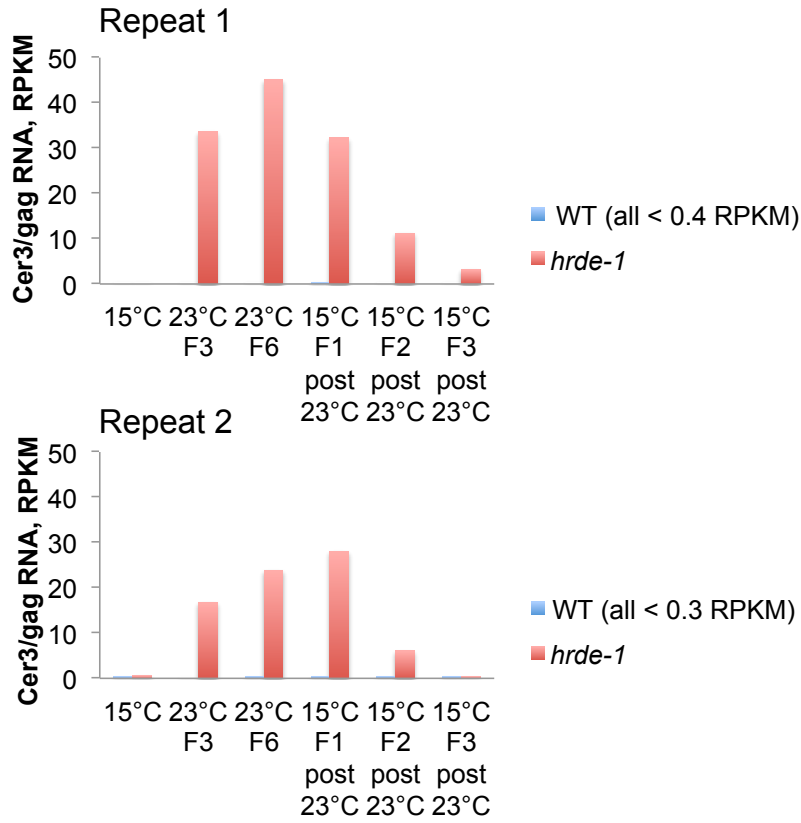 Repeat 1
Cer3/gag RNA, RPKM
50
40
30
20
10
0
15°C 23°C 23°C 15°C 15°C 15°C
F3 F6 F1 F2 F3
post post post
23°C 23°C 23°C
WT (all < 0.4 RPKM)
hrde-1
Repeat 2
Cer3/gag RNA, RPKM
50
40
30
20
10
0
15°C 23°C 23°C 15°C 15°C 15°C
F3 F6 F1 F2 F3
post post post
23°C 23°C 23°C
WT (all < 0.3 RPKM)
hrde-1